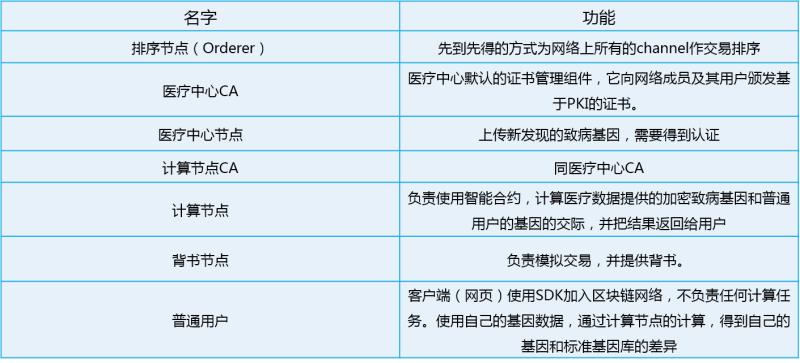 名字
功能
排序节点（Orderer）
先到先得的方式为网络上所有的channel作交易排序
医疗中心CA
医疗中心默认的证书管理组件，它向网络成员及其用户颁发基
于PKI的证书。
医疗中心节点
上传新发现的致病基因，需要得到认证
计算节点CA
同医疗中心CA
计算节点
负责使用智能合约，计算医疗数据提供的加密致病基因和普通
用户的基因的交际，并把结果返回给用户
背书节点
负责模拟交易，并提供背书。
普通用户
客户端（网页）使用SDK加入区块链网络，不负责任何计算任
务。使用自己的基因数据，通过计算节点的计算，得到自己的
基因和标准基因库的差异